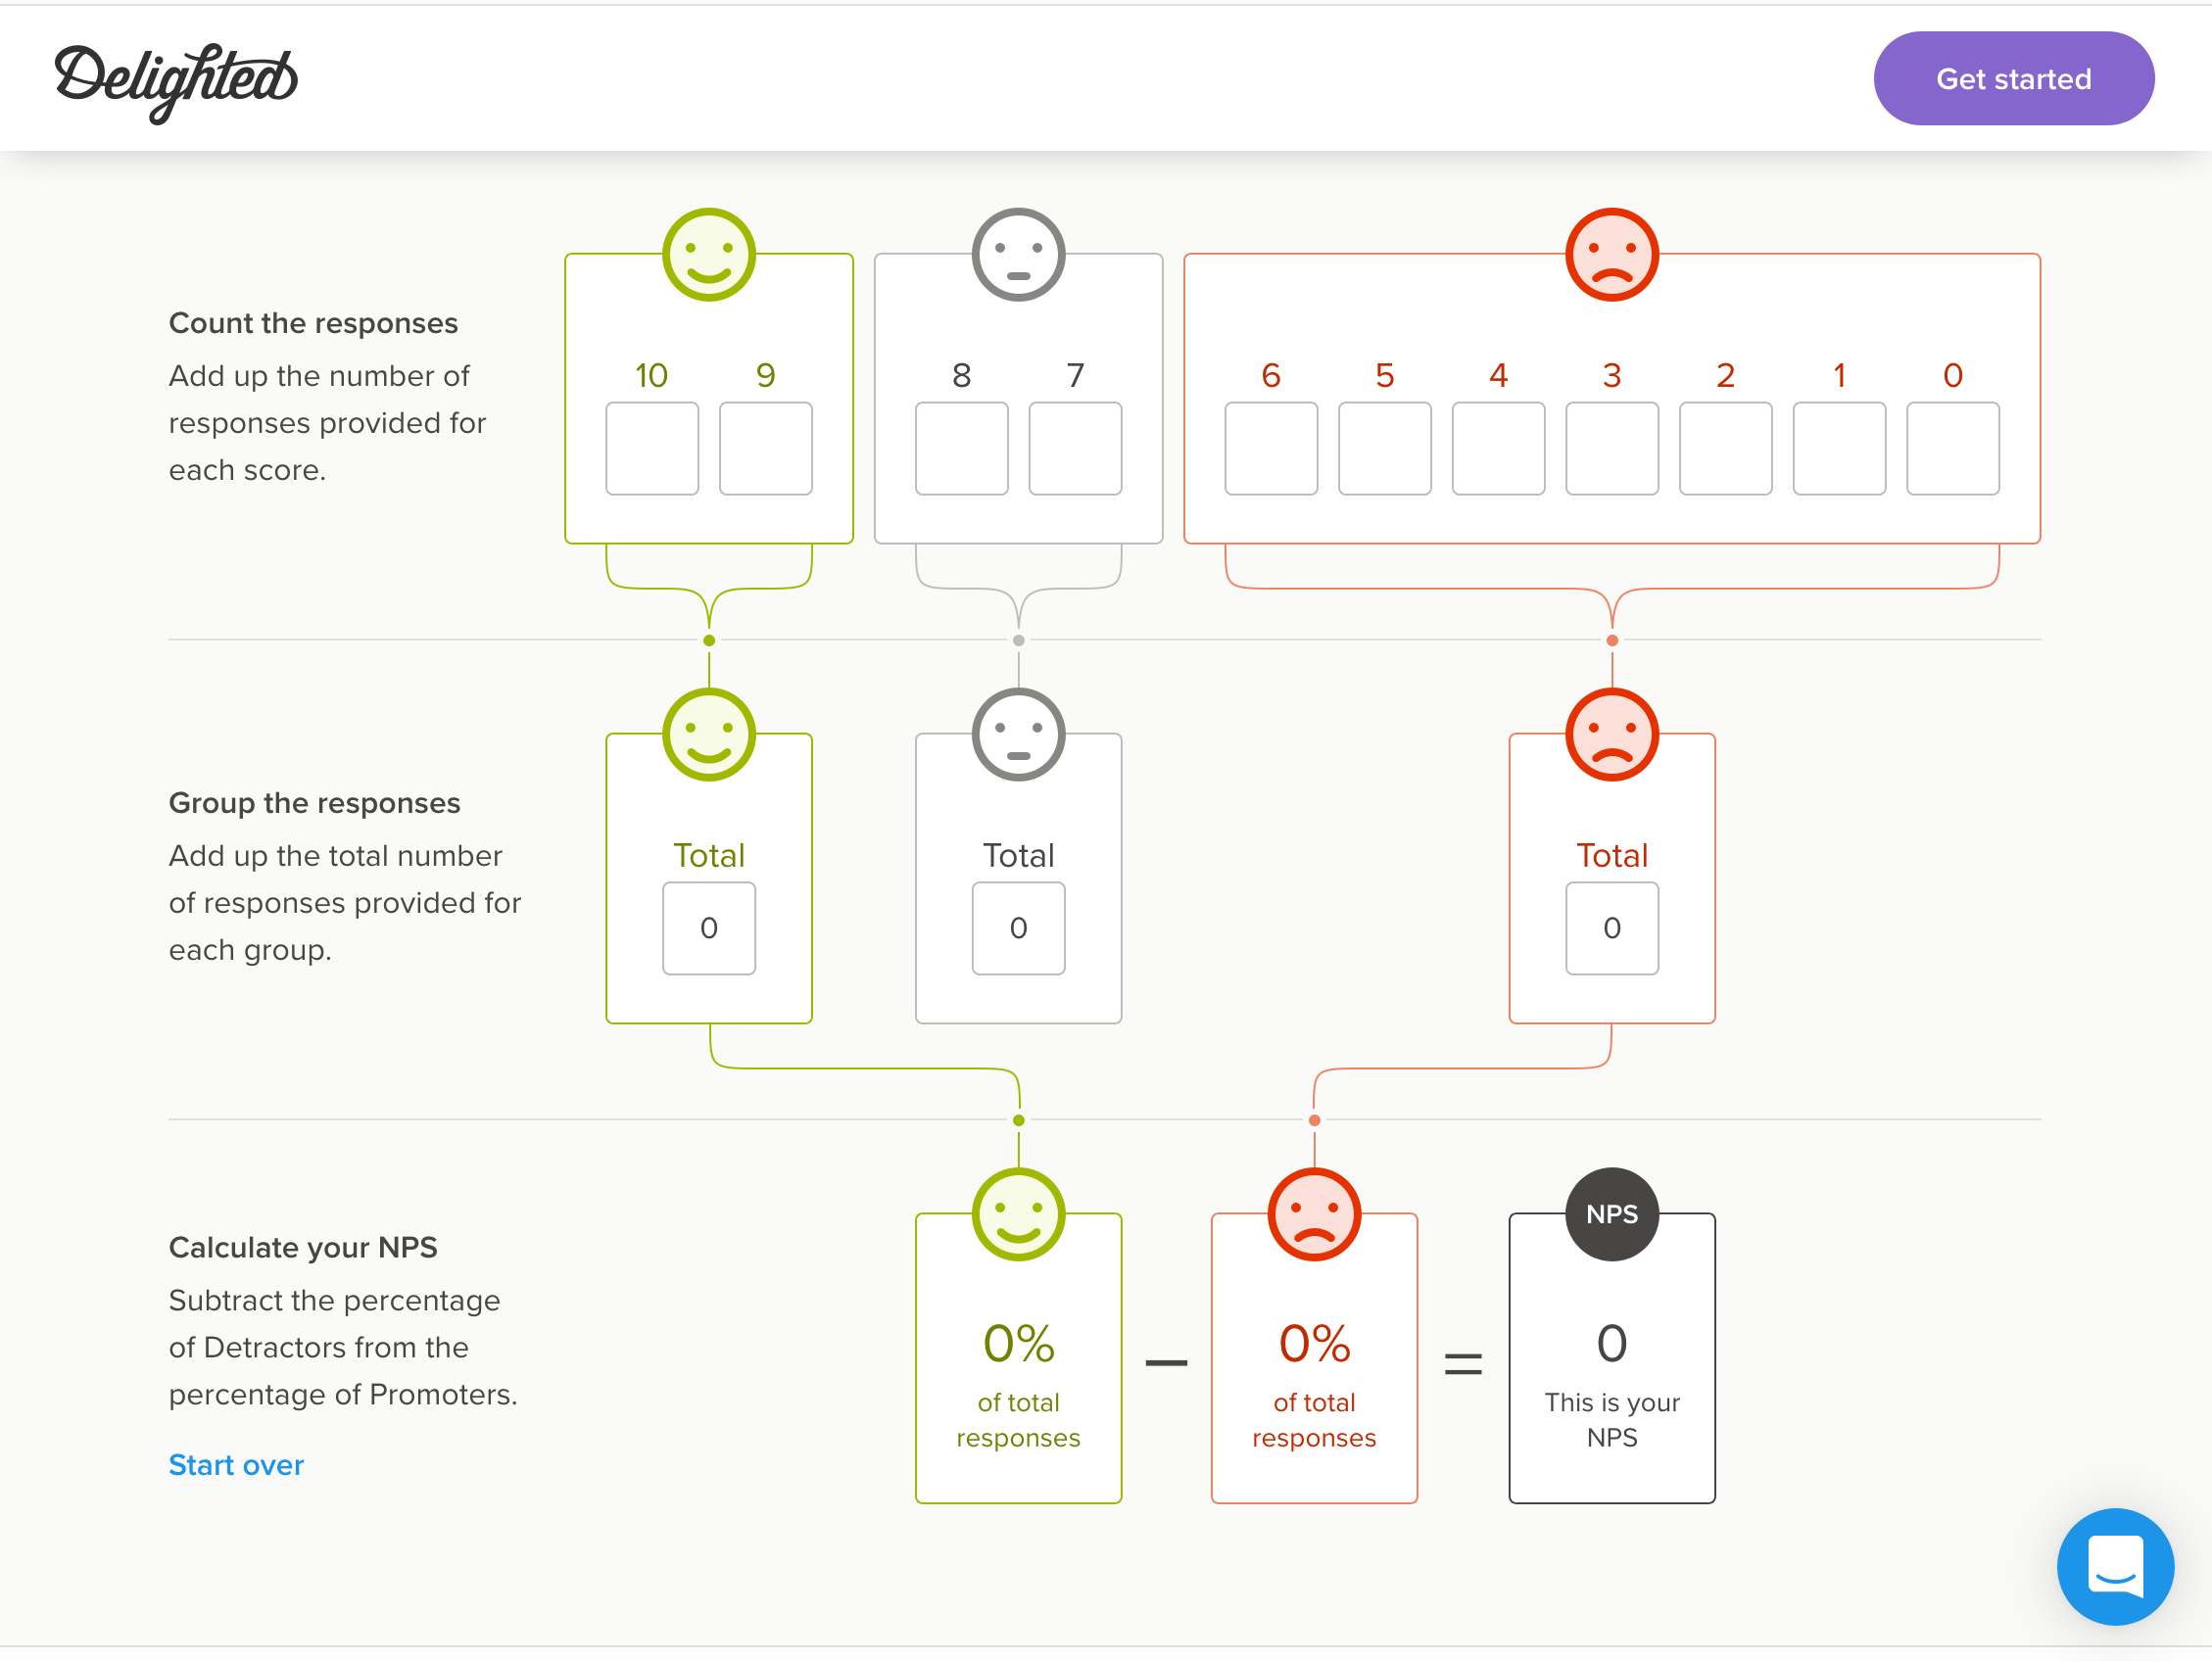 Delighted
Get started
Count the responses
Add up the number of
responses provided for
each score.
10 9
8 7
6 5 4 3 2 1 0
Group the responses
Add up the total number
of responses provided for
each group.
Total
0
Total
0
Total
0
Calculate your NPS
Subtract the percentage
of Detractors from the
percentage of Promoters.
Start over
0%
of total
responses
–
0%
of total
responses
=
NPS
0
This is your
NPS